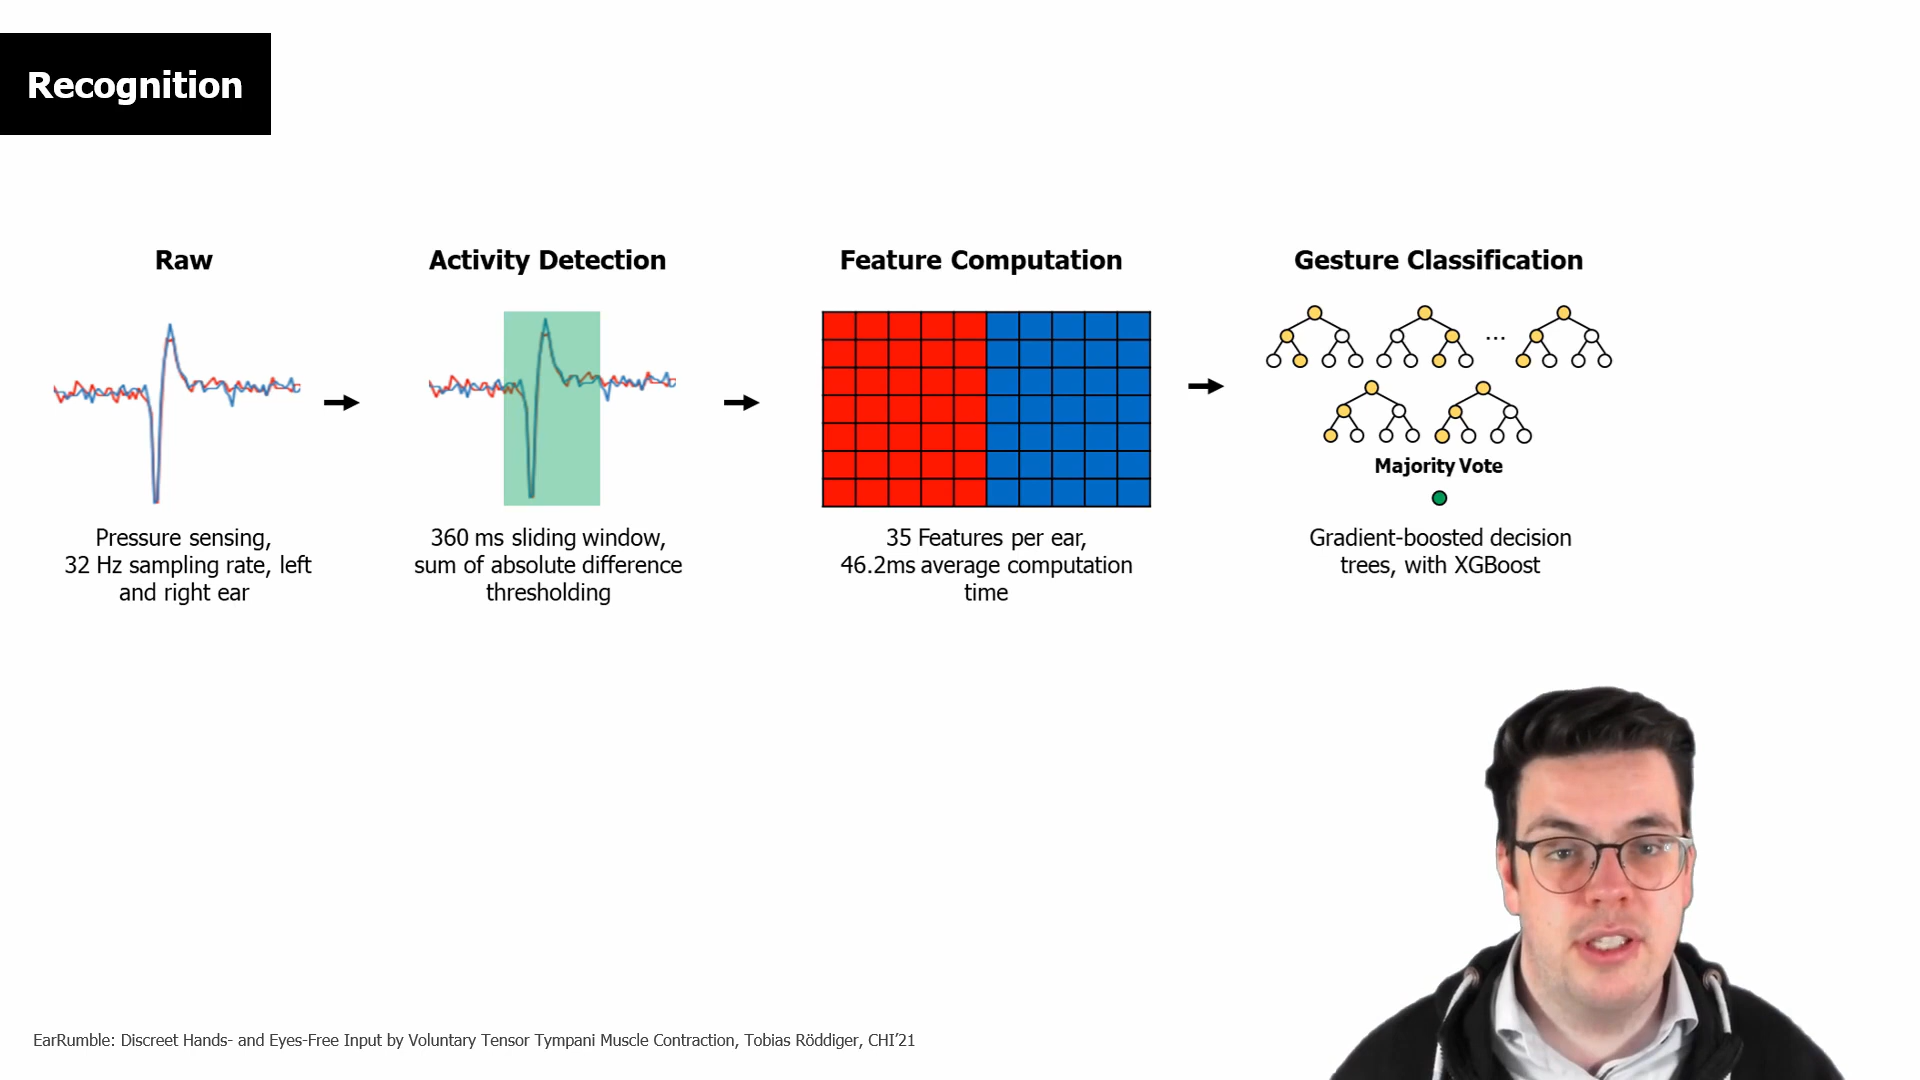 Recognition
Raw
Activity Detection
Feature Computation
Gesture Classification
...
Majority Vote
Pressure sensing,
32 Hz sampling rate, left
and right ear
360 ms sliding window,
sum of absolute difference
thresholding
35 Features per ear,
46.2ms average computation
time
Gradient-boosted decision
trees, with XGBoost
EarRumble: Discreet Hands- and Eyes-Free Input by Voluntary Tensor Tympani Muscle Contraction, Tobias Röddiger, CHI’21